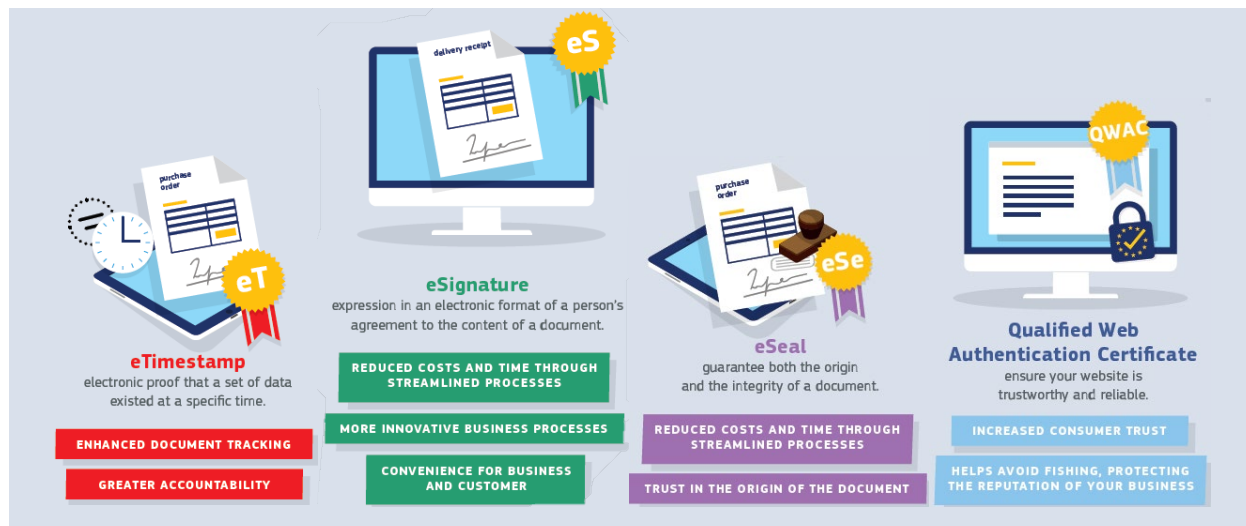 purchase
order
eT
eTimestamp
electronic proof that a set of data
existed at a specific time.
ENHANCED DOCUMENT TRACKING
GREATER ACCOUNTABILITY
delivery receipt
eS
eSignature
expression in an electronic format of a person's
agreement to the content of a document.
REDUCED COSTS AND TIME THROUGH
STREAMLINED PROCESSES
MORE INNOVATIVE BUSINESS PROCESSES
CONVENIENCE FOR BUSINESS
AND CUSTOMER
purchase
order
eSe
eSeal
guarantee both the origin
and the integrity of a document.
REDUCED COSTS AND TIME THROUGH
STREAMLINED PROCESSES
TRUST IN THE ORIGIN OF THE DOCUMENT
QWAC
Qualified Web
Authentication Certificate
ensure your website is
trustworthy and reliable.
INCREASED CONSUMER TRUST
HELPS AVOID FISHING, PROTECTING
THE REPUTATION OF YOUR BUSINESS